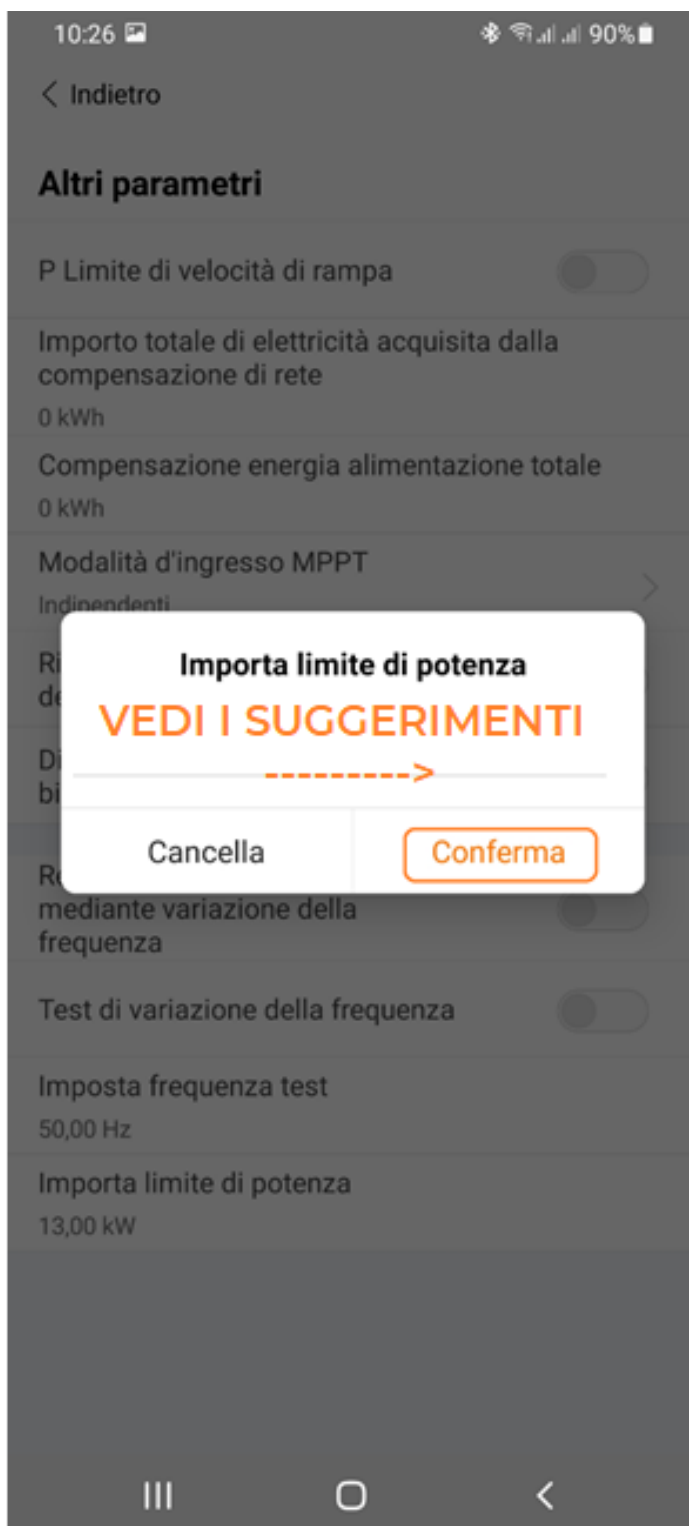 10:26
90%
< Indietro
Altri parametri
P Limite di velocità di rampa
Importo totale di elettricità acquisita dalla
compensazione di rete
0 kWh
Compensazione energia alimentazione totale
0 kWh
Modalità d'ingresso MPPT
Indipendenti
Importa limite di potenza
VEDI I SUGGERIMENTI
--------->
Cancella
Conferma
mediante variazione della
frequenza
Test di variazione della frequenza
Imposta frequenza test
50,00 Hz
Importa limite di potenza
13,00 kW